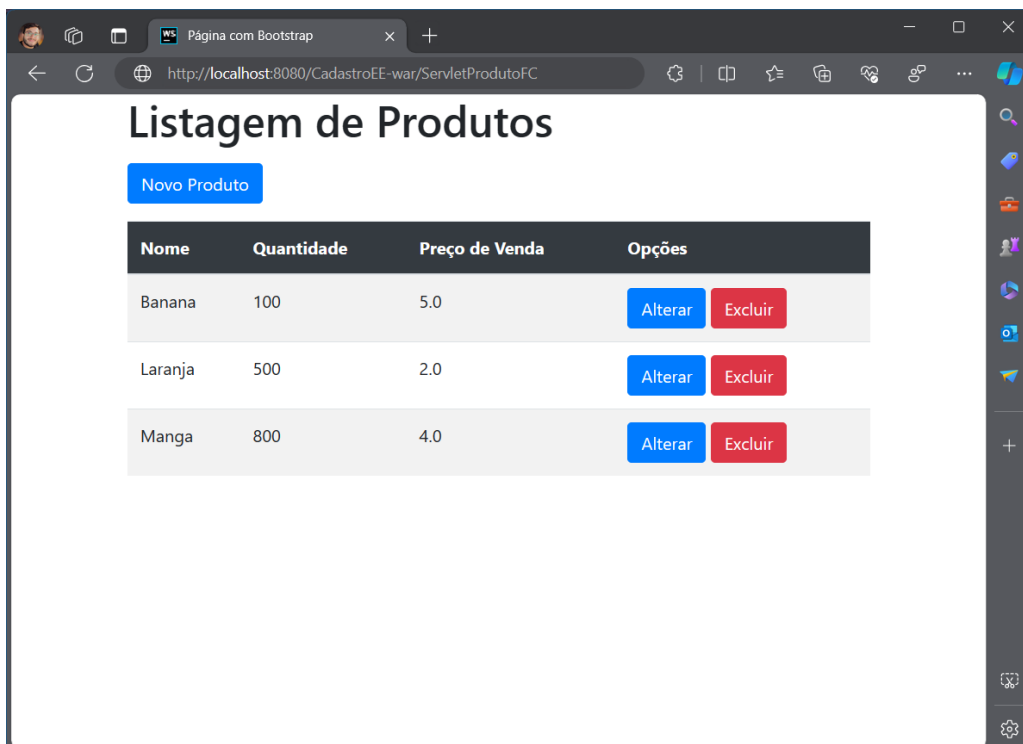 WS Página com Bootstrap
http://localhost:8080/CadastroEE-war/ServletProdutoFC
Listagem de Produtos
Novo Produto
Nome Quantidade Preço de Venda Opções
Banana 100 5.0 Alterar Excluir
Laranja 500 2.0 Alterar Excluir
Manga 800 4.0 Alterar Excluir